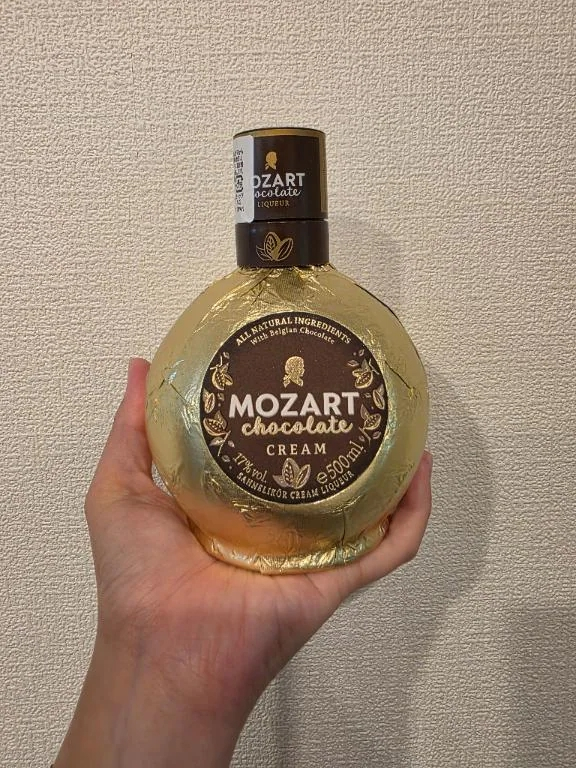 MOZART
chocolate
LIQUEUR
ALL NATURAL INGREDIENTS
With Belgian Chocolate
MOZART
chocolate
CREAM
17% vol.
e 500 ml
SAHNELIKÖR CREAM LIQUEUR